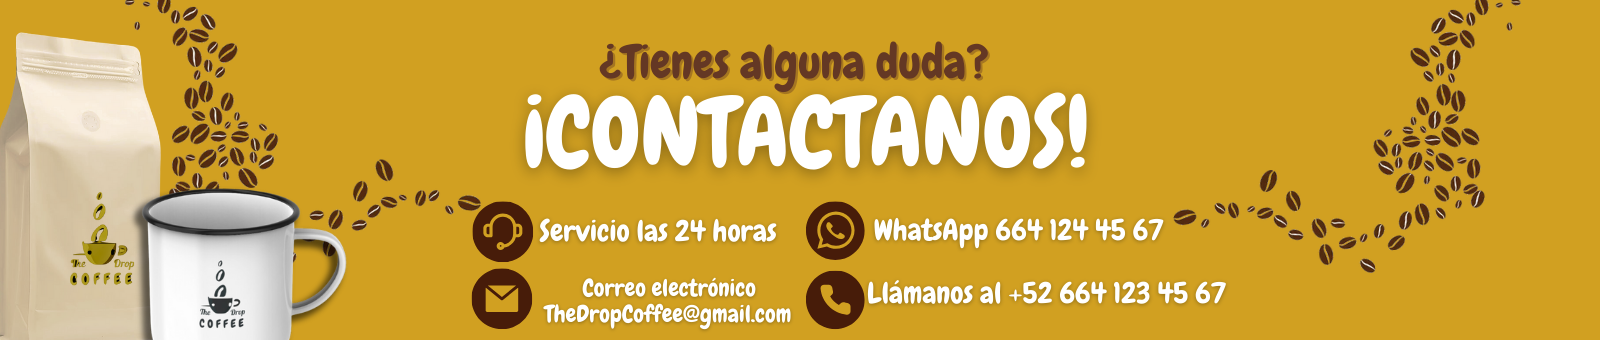 ¿Tienes alguna duda?
¡CONTACTANOS!
Servicio las 24 horas
WhatsApp 664 124 45 67
Correo electrónico
TheDropCoffee@gmail.com
Llámanos al +52 664 123 45 67
The Drop
COFFEE
The Drop
COFFEE